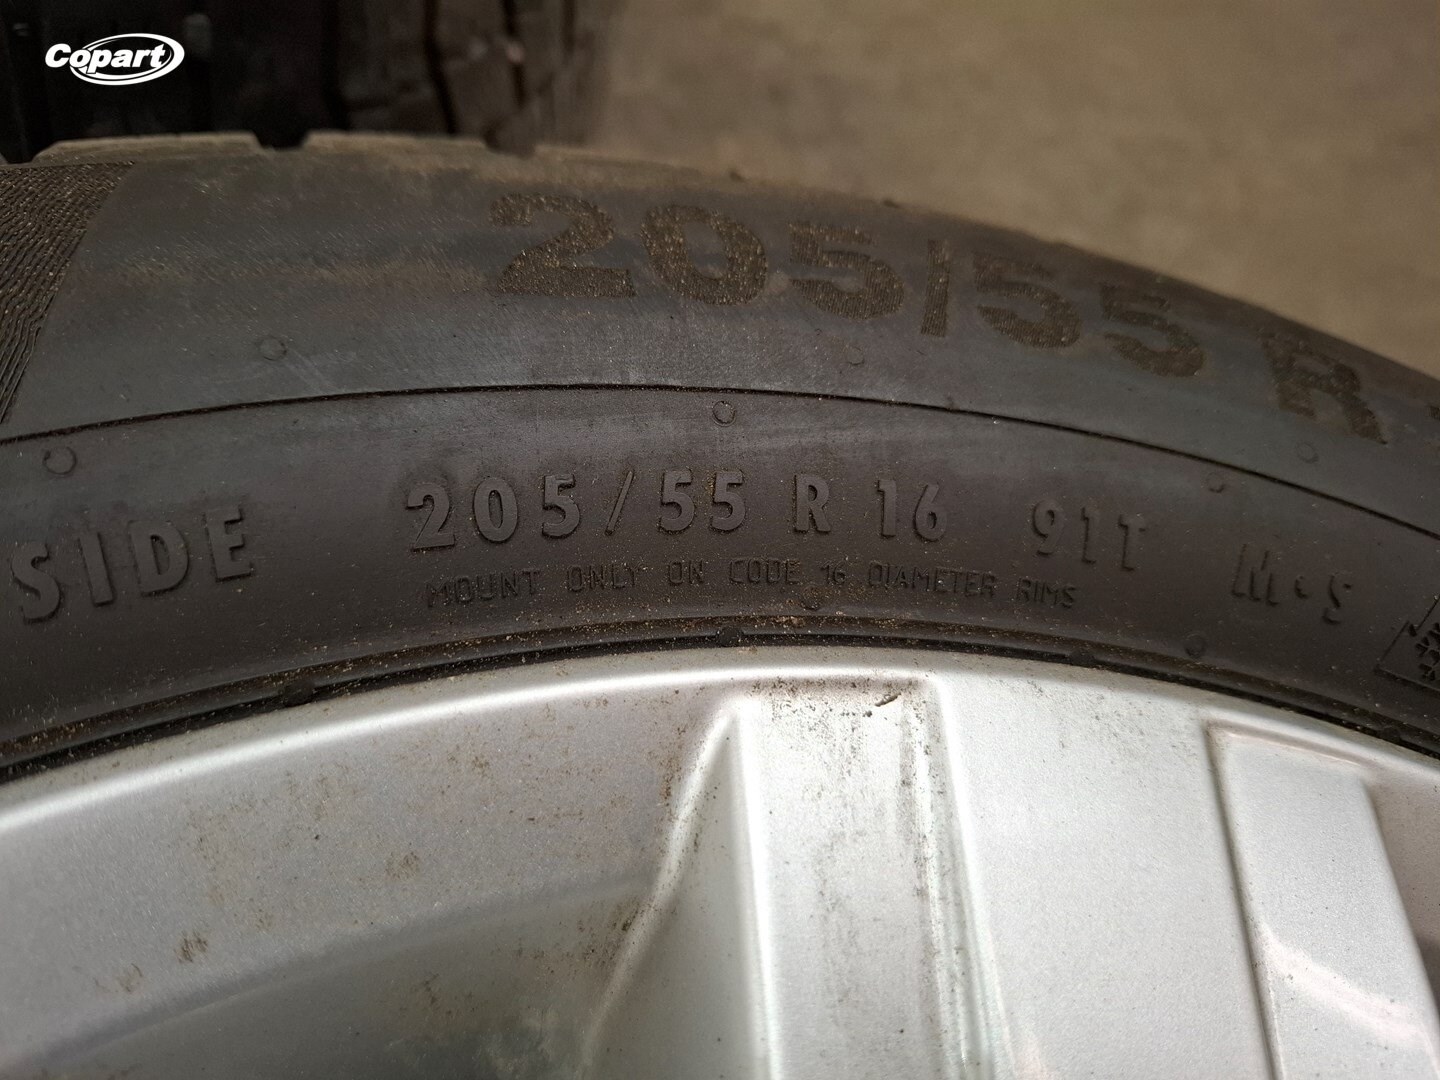 Copart
205/55 R
SIDE 205/55 R 16 91T M·S
MOUNT ONLY ON CODE 16 DIAMETER RIMS